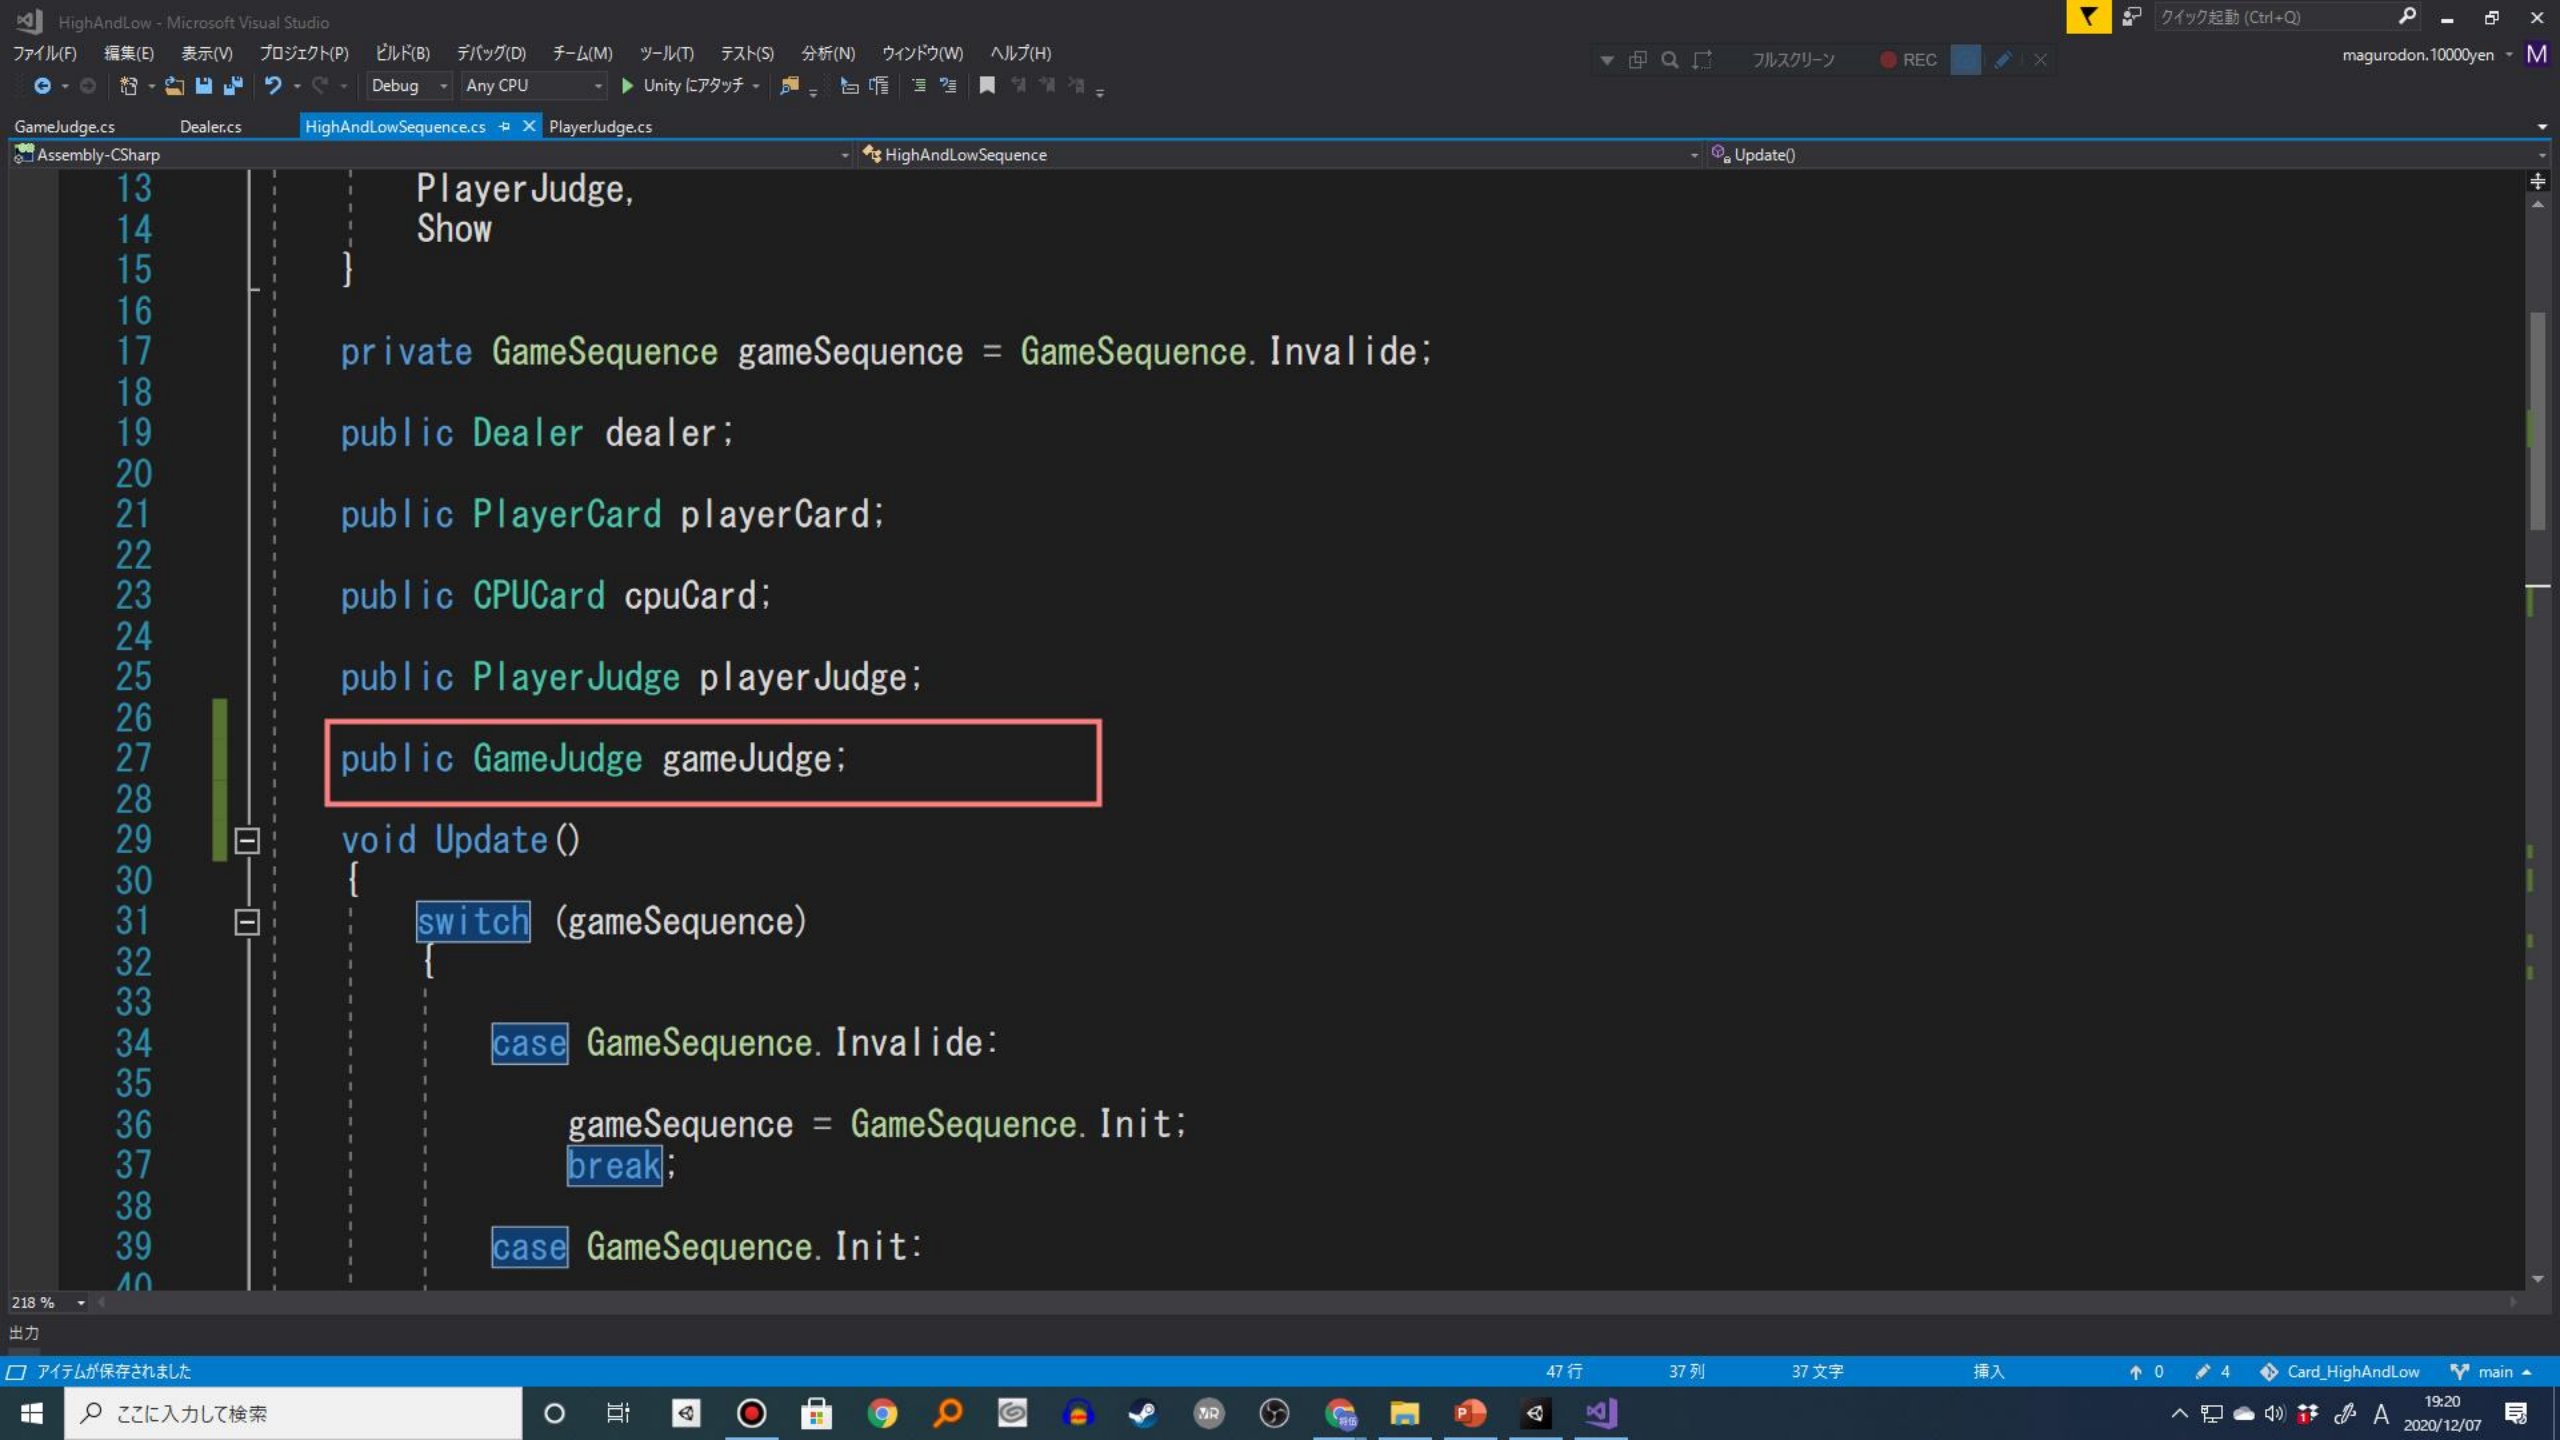 HighAndLow - Microsoft Visual Studio
クイック起動 (Ctrl+Q)
ファイル(F) 編集(E) 表示(V) プロジェクト(P) ビルド(B) デバッグ(D) チーム(M) ツール(T) テスト(S) 分析(N) ウィンドウ(W) ヘルプ(H)
フルスクリーン REC
magurodon.10000yen M
Debug Any CPU Unity にアタッチ
GameJudge.cs Dealer.cs HighAndLowSequence.cs PlayerJudge.cs
Assembly-CSharp HighAndLowSequence Update()
13 PlayerJudge,
14 Show
15 }
16
17 private GameSequence gameSequence = GameSequence.Invalide;
18
19 public Dealer dealer;
20
21 public PlayerCard playerCard;
22
23 public CPUCard cpuCard;
24
25 public PlayerJudge playerJudge;
26
27 public GameJudge gameJudge;
28
29 void Update()
30 {
31 switch (gameSequence)
32 {
33
34 case GameSequence.Invalide:
35
36 gameSequence = GameSequence.Init;
37 break;
38
39 case GameSequence.Init:
40
218 %
出力
アイテムが保存されました 47 行 37 列 37 文字 挿入 0 4 Card_HighAndLow main
ここに入力して検索
A 19:20
2020/12/07